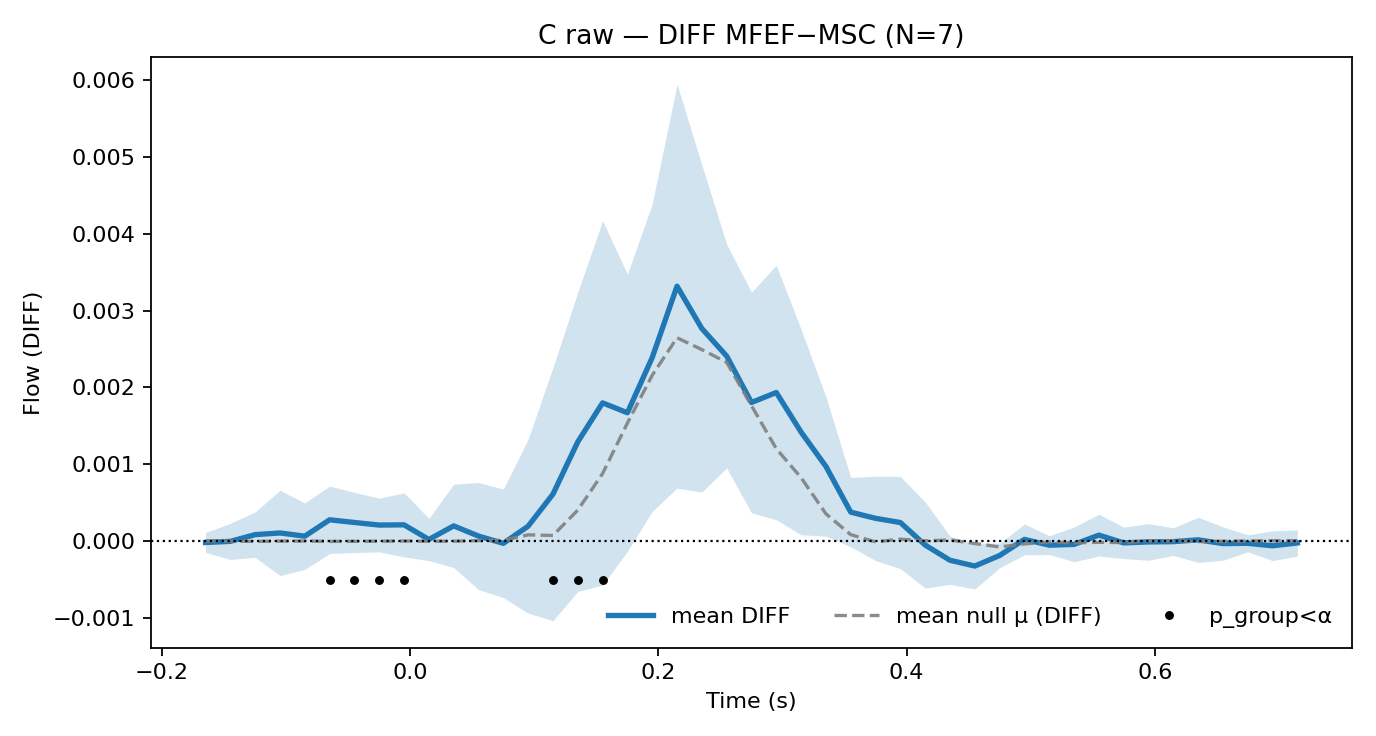 C raw — DIFF MFEF−MSC (N=7)
Flow (DIFF)
0.006
0.005
0.004
0.003
0.002
0.001
0.000
−0.001
mean DIFF
mean null μ (DIFF)
p_group<α
−0.2
0.0
0.2
0.4
0.6
Time (s)